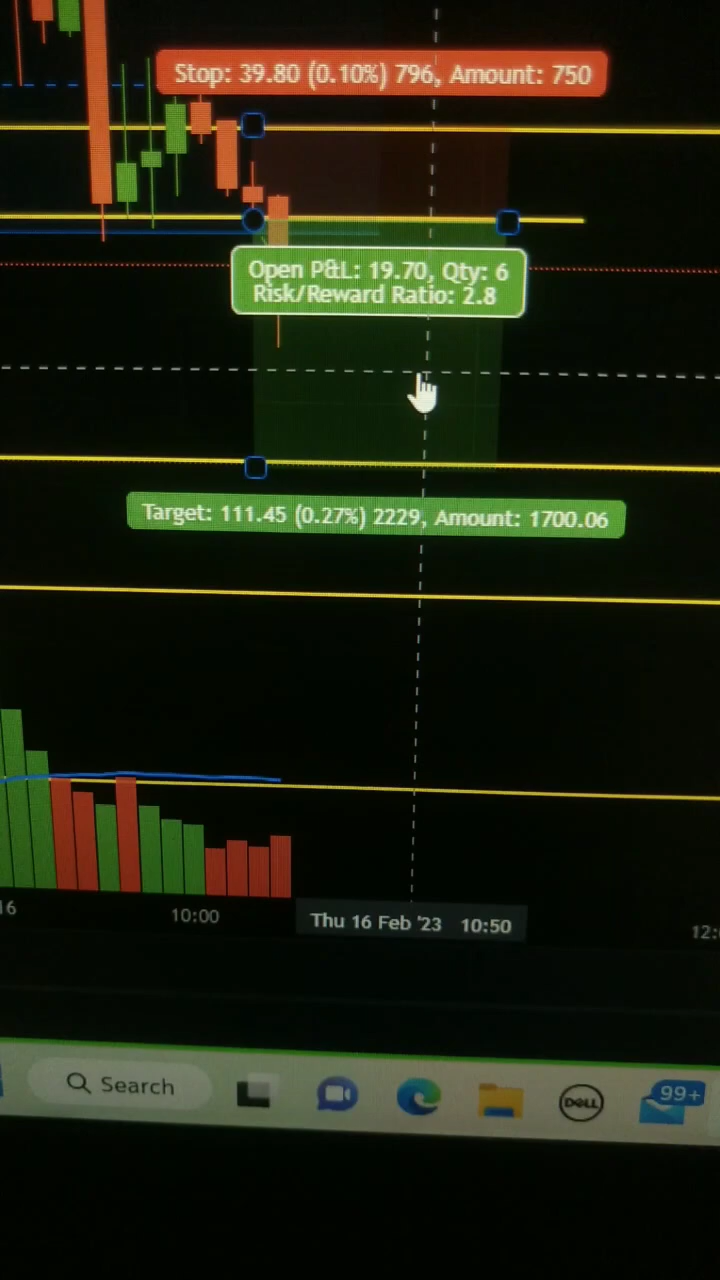 Stop: 39.80 (0.10%) 796, Amount: 750
Open P&L: 19.70, Qty: 6
Risk/Reward Ratio: 2.8
Target: 111.45 (0.27%) 2229, Amount: 1700.06
16
10:00
Thu 16 Feb '23 10:50
12:
Search
DELL
99+